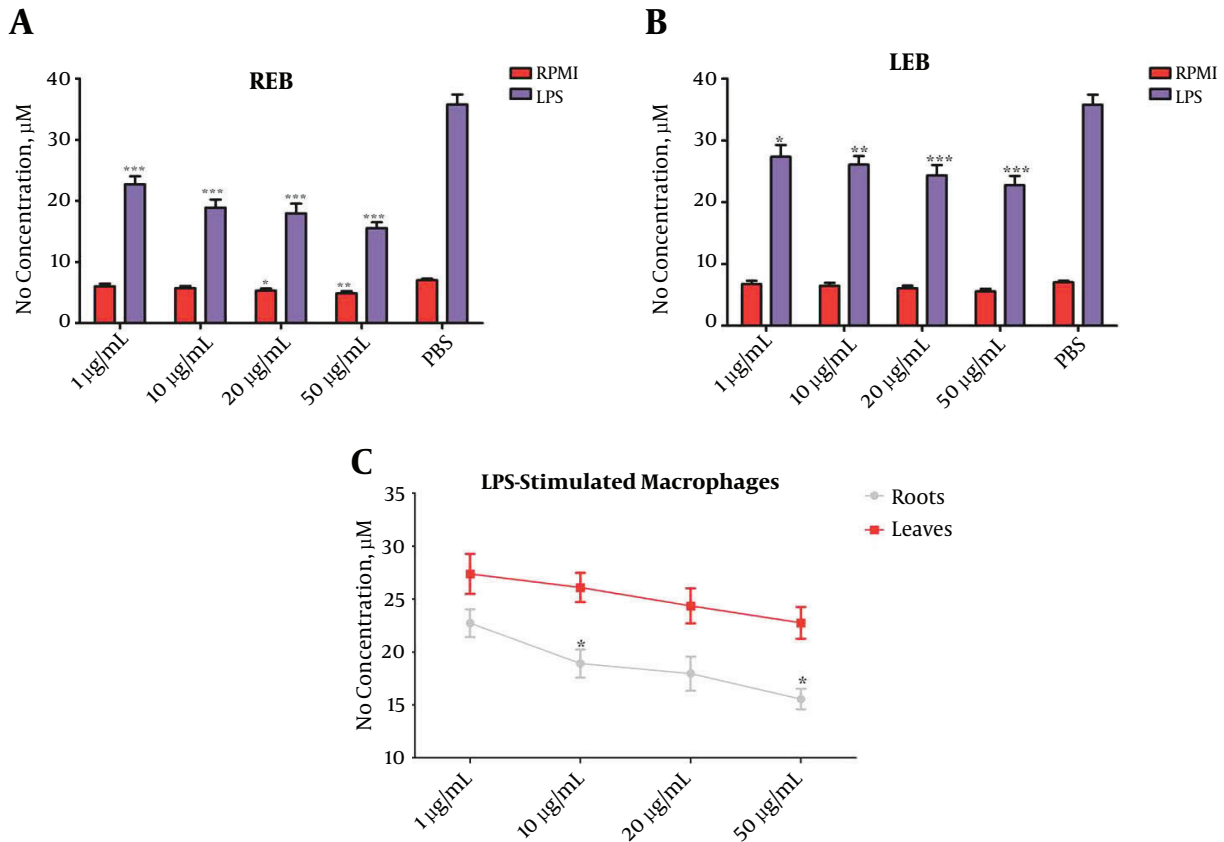 A
REB
RPMI
LPS
No Concentration, µM
40
30
20
10
0
***
***
***
***
*
**
1 µg/mL
10 µg/mL
20 µg/mL
50 µg/mL
PBS
B
LEB
RPMI
LPS
No Concentration, µM
40
30
20
10
0
*
**
***
***
1 µg/mL
10 µg/mL
20 µg/mL
50 µg/mL
PBS
C
LPS-Stimulated Macrophages
Roots
Leaves
No Concentration, µM
35
30
25
20
15
10
*
*
1 µg/mL
10 µg/mL
20 µg/mL
50 µg/mL